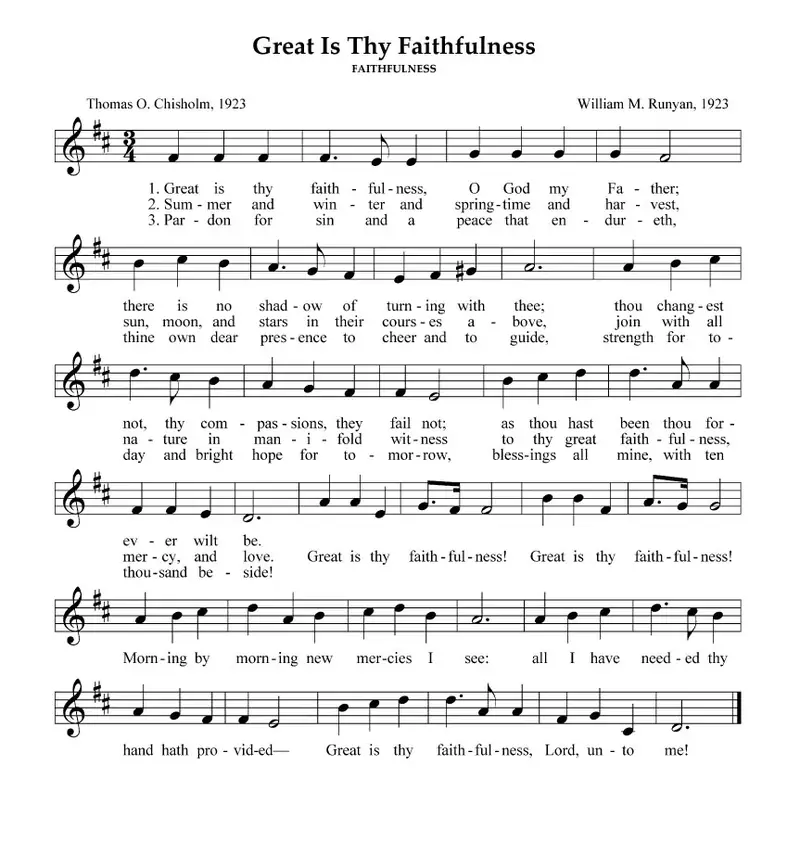 Great Is Thy Faithfulness
FAITHFULNESS
Thomas O. Chisholm, 1923 William M. Runyan, 1923
3
4
1. Great is thy faith - ful - ness, O God my Fa - ther;
2. Sum - mer and win - ter and spring - time and har - vest,
3. Par - don for sin and a peace that en - dur - eth,
there is no shad - ow of turn - ing with thee; thou chang - est
sun, moon, and stars in their cours - es a - bove, join with all
thine own dear pres - ence to cheer and to guide, strength for to -
not, thy com - pas - sions, they fail not; as thou hast been thou for -
na - ture in man - i - fold wit - ness to thy great faith - ful - ness,
day and bright hope for to - mor - row, bless - ings all mine, with ten
ev - er wilt be.
mer - cy, and love. Great is thy faith - ful - ness! Great is thy faith - ful - ness!
thou - sand be - side!
Morn - ing by morn - ing new mer - cies I see: all I have need - ed thy
hand hath pro - vid - ed— Great is thy faith - ful - ness, Lord, un - to me!